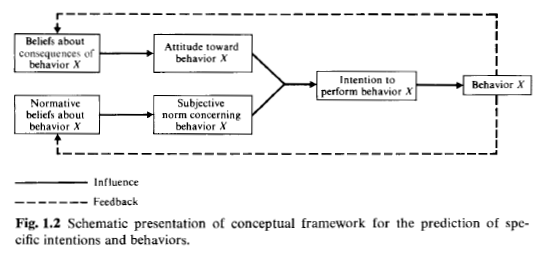 Beliefs about
consequences of
behavior X
Attitude toward
behavior X
Intention to
perform behavior X
Behavior X
Normative
beliefs about
behavior X
Subjective
norm concerning
behavior X
Influence
Feedback
Fig. 1.2 Schematic presentation of conceptual framework for the prediction of spe-
cific intentions and behaviors.